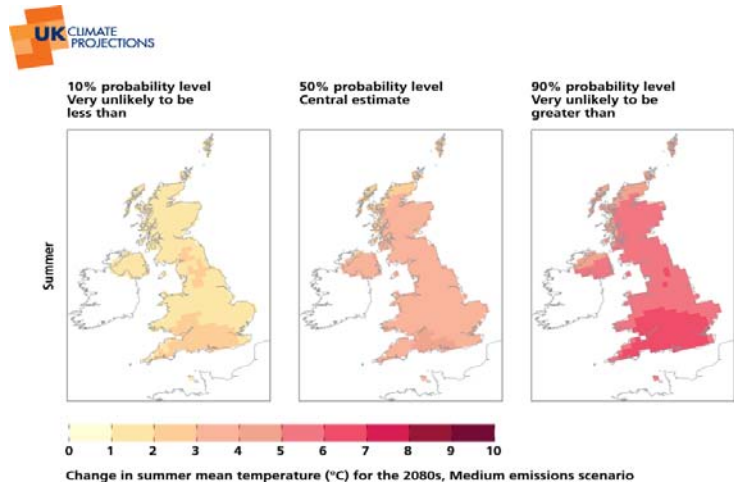 UK CLIMATE
PROJECTIONS
10% probability level
Very unlikely to be
less than
50% probability level
Central estimate
90% probability level
Very unlikely to be
greater than
Summer
0 1 2 3 4 5 6 7 8 9 10
Change in summer mean temperature (°C) for the 2080s, Medium emissions scenario